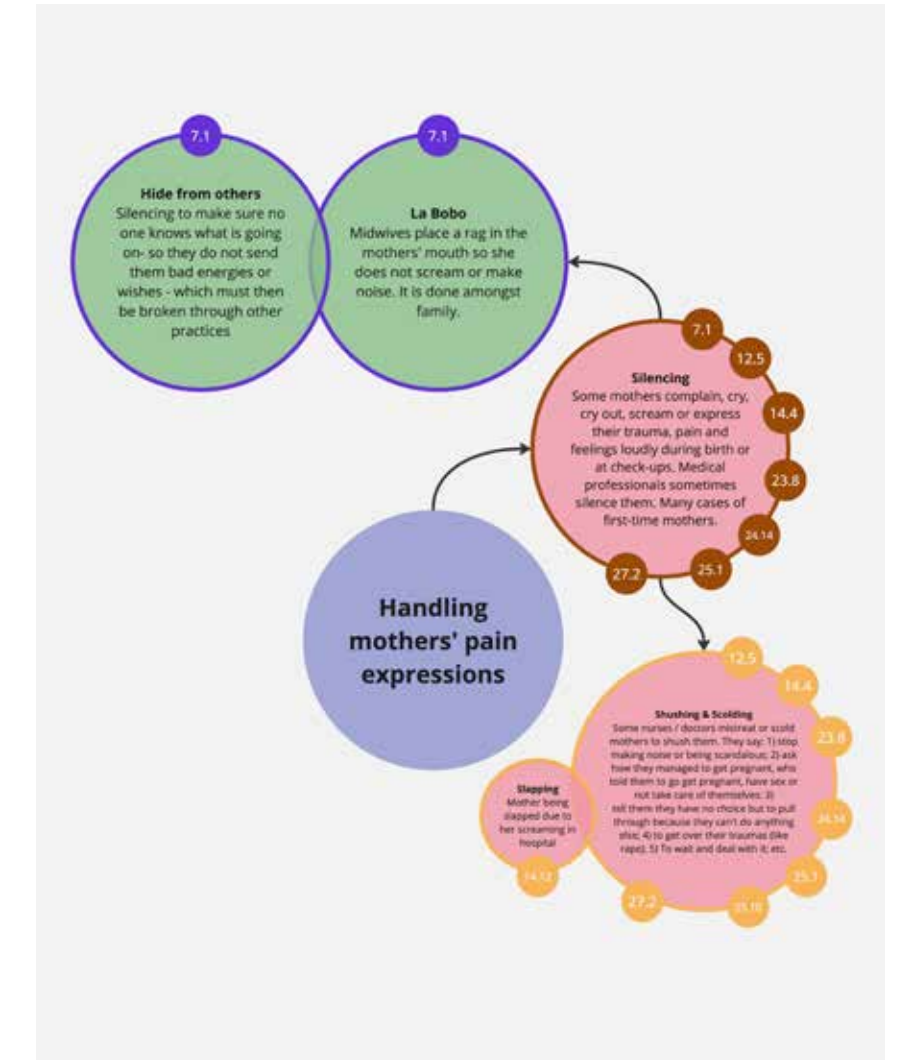 7.1
Hide from others
Silencing to make sure no
one knows what is going
on- so they do not send
them bad energies or
wishes - which must then
be broken through other
practices
7.1
La Bobo
Midwives place a rag in the
mothers' mouth so she
does not scream or make
noise. It is done amongst
family.
7.1
12.5
14.4
23.8
24.14
25.1
27.2
Silencing
Some mothers complain, cry,
cry out, scream or express
their trauma, pain and
feelings loudly during birth or
at check-ups. Medical
professionals sometimes
silence them. Many cases of
first-time mothers.
Handling
mothers' pain
expressions
12.5
14.4
23.8
24.14
25.1
27.2
Shushing & Scolding
Some nurses / doctors mistreat or scold
mothers to shush them. They say: 1) stop
making noise or being scandalous; 2) ask
how they managed to get pregnant, who
told them to go get pregnant, have sex or
not take care of themselves; 3)
tell them they have no choice but to pull
through because they can't do anything
else; 4) to get over their traumas (like
rape), 5) To wait and deal with it; etc.
Slapping
Mother being
slapped due to
her screaming in
hospital
14.12